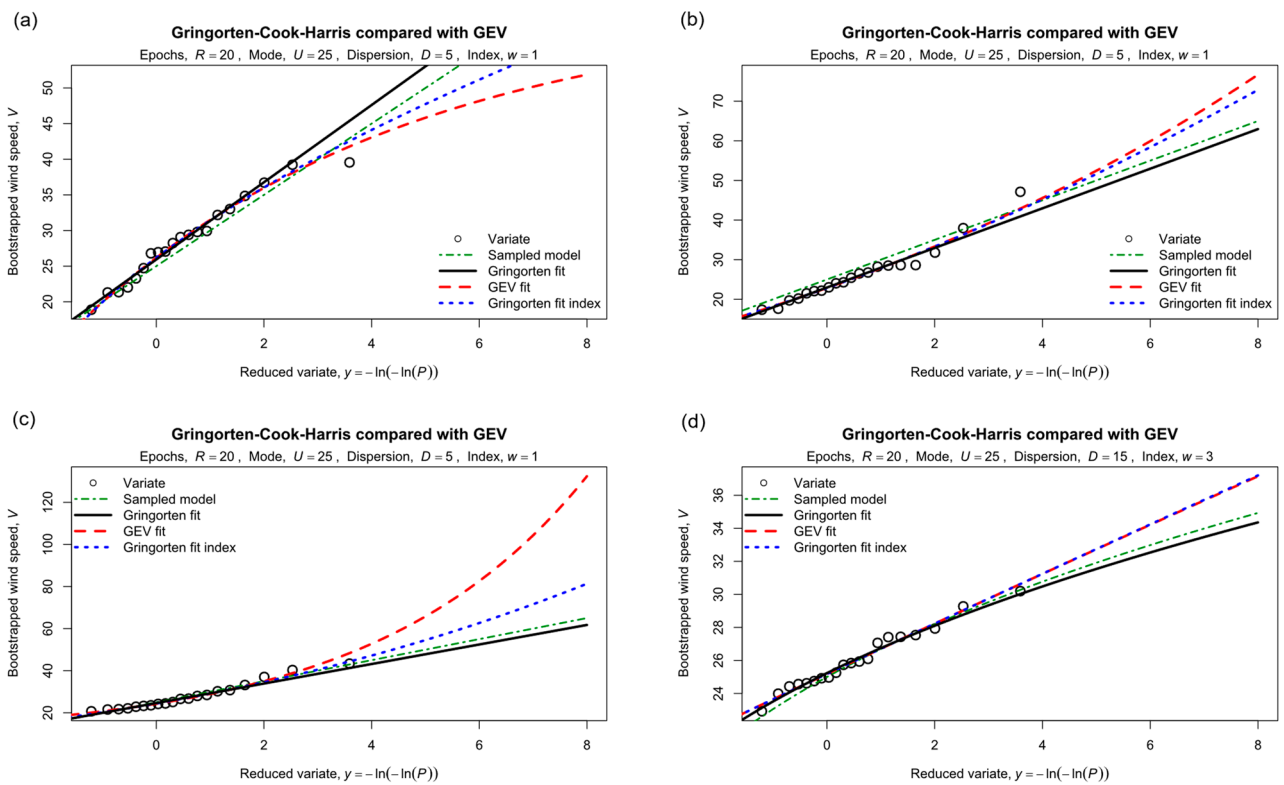 (a)
Gringorten-Cook-Harris compared with GEV
Epochs, R = 20 , Mode, U = 25 , Dispersion, D = 5 , Index, w = 1
Bootstrapped wind speed, V
50
45
40
35
30
25
20
Variate
Sampled model
Gringorten fit
GEV fit
Gringorten fit index
0 2 4 6 8
Reduced variate, y = −ln(−ln(P))
(b)
Gringorten-Cook-Harris compared with GEV
Epochs, R = 20 , Mode, U = 25 , Dispersion, D = 5 , Index, w = 1
Bootstrapped wind speed, V
70
60
50
40
30
20
Variate
Sampled model
Gringorten fit
GEV fit
Gringorten fit index
0 2 4 6 8
Reduced variate, y = −ln(−ln(P))
(c)
Gringorten-Cook-Harris compared with GEV
Epochs, R = 20 , Mode, U = 25 , Dispersion, D = 5 , Index, w = 1
Bootstrapped wind speed, V
120
100
80
60
40
20
Variate
Sampled model
Gringorten fit
GEV fit
Gringorten fit index
0 2 4 6 8
Reduced variate, y = −ln(−ln(P))
(d)
Gringorten-Cook-Harris compared with GEV
Epochs, R = 20 , Mode, U = 25 , Dispersion, D = 15 , Index, w = 3
Bootstrapped wind speed, V
36
34
32
30
28
26
24
Variate
Sampled model
Gringorten fit
GEV fit
Gringorten fit index
0 2 4 6 8
Reduced variate, y = −ln(−ln(P))